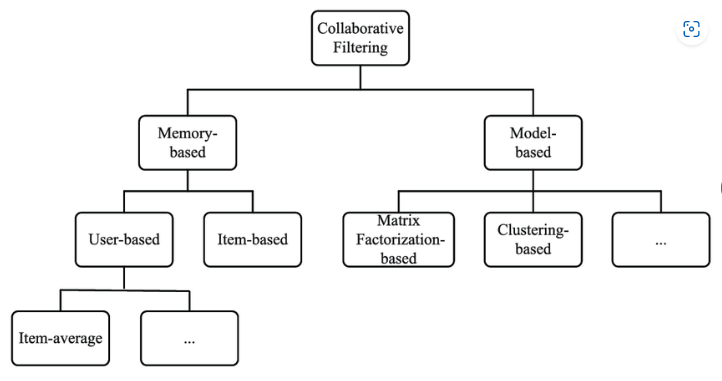 Collaborative
Filtering
Memory-
based
Model-
based
User-based
Item-based
Matrix
Factorization-
based
Clustering-
based
...
Item-average
...